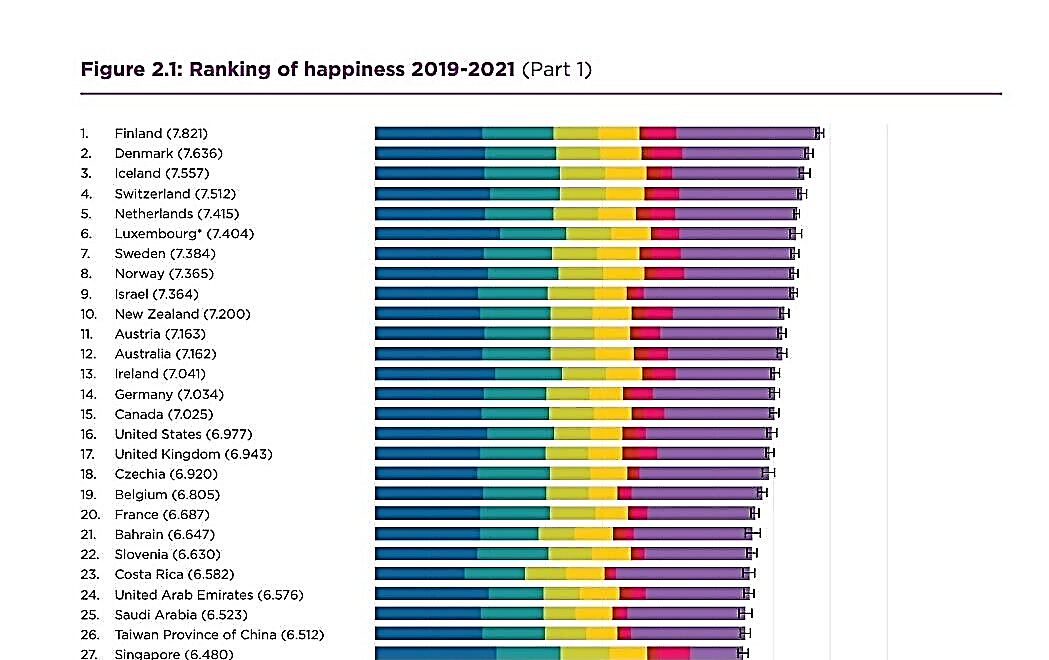 Figure 2.1: Ranking of happiness 2019-2021 (Part 1)
1. Finland (7.821)
2. Denmark (7.636)
3. Iceland (7.557)
4. Switzerland (7.512)
5. Netherlands (7.415)
6. Luxembourg* (7.404)
7. Sweden (7.384)
8. Norway (7.365)
9. Israel (7.364)
10. New Zealand (7.200)
11. Austria (7.163)
12. Australia (7.162)
13. Ireland (7.041)
14. Germany (7.034)
15. Canada (7.025)
16. United States (6.977)
17. United Kingdom (6.943)
18. Czechia (6.920)
19. Belgium (6.805)
20. France (6.687)
21. Bahrain (6.647)
22. Slovenia (6.630)
23. Costa Rica (6.582)
24. United Arab Emirates (6.576)
25. Saudi Arabia (6.523)
26. Taiwan Province of China (6.512)
27. Singapore (6.480)